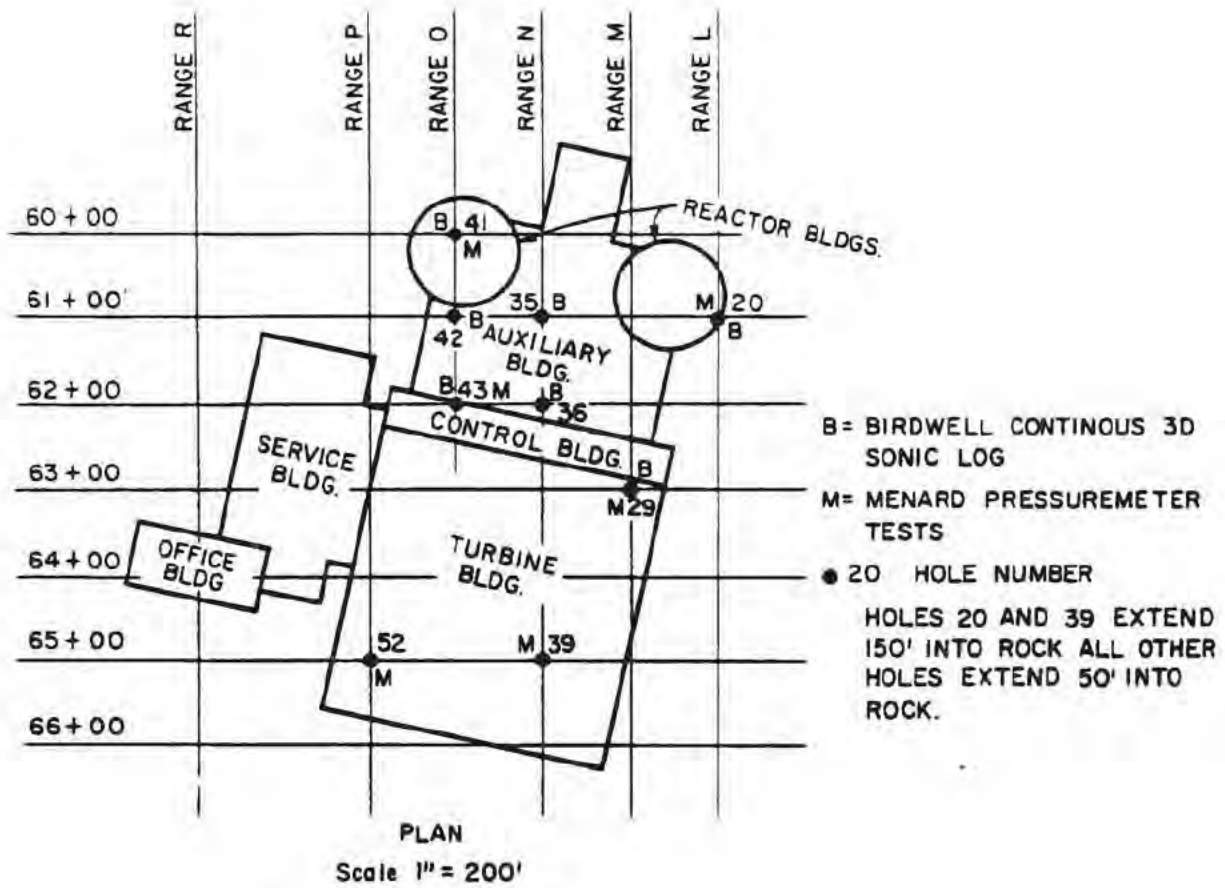 RANGE R
RANGE P
RANGE O
RANGE N
RANGE M
RANGE L
60+00
B 41
M
REACTOR BLDGS.
61+00
35 B
M 20
B
42 B
AUXILIARY
BLDG.
62+00
B 43 M
B
36
CONTROL BLDG.
B
SERVICE
BLDG.
63+00
M 29
OFFICE
BLDG
64+00
TURBINE
BLDG.
65+00
52
M
M 39
66+00
B = BIRDWELL CONTINOUS 3D
SONIC LOG
M = MENARD PRESSUREMETER
TESTS
● 20 HOLE NUMBER
HOLES 20 AND 39 EXTEND
150' INTO ROCK ALL OTHER
HOLES EXTEND 50' INTO
ROCK.
PLAN
Scale 1" = 200'